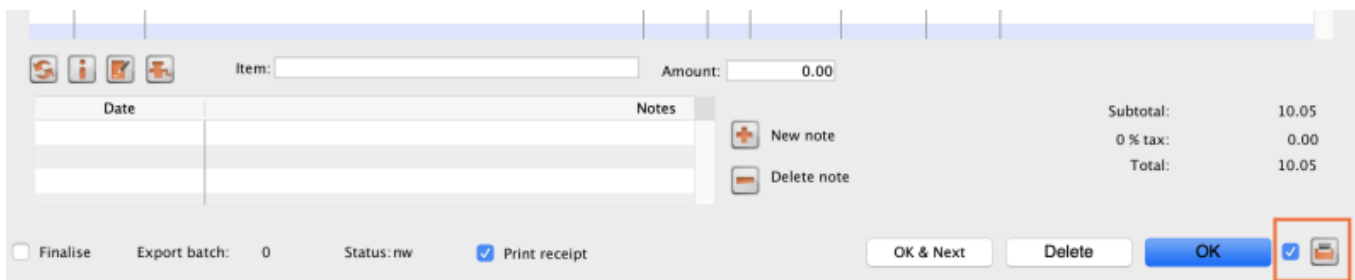 Item: Amount: 0.00
Date Notes
Subtotal: 10.05
New note
0 % tax: 0.00
Total: 10.05
Delete note
Finalise Export batch: 0 Status: nw Print receipt OK & Next Delete OK